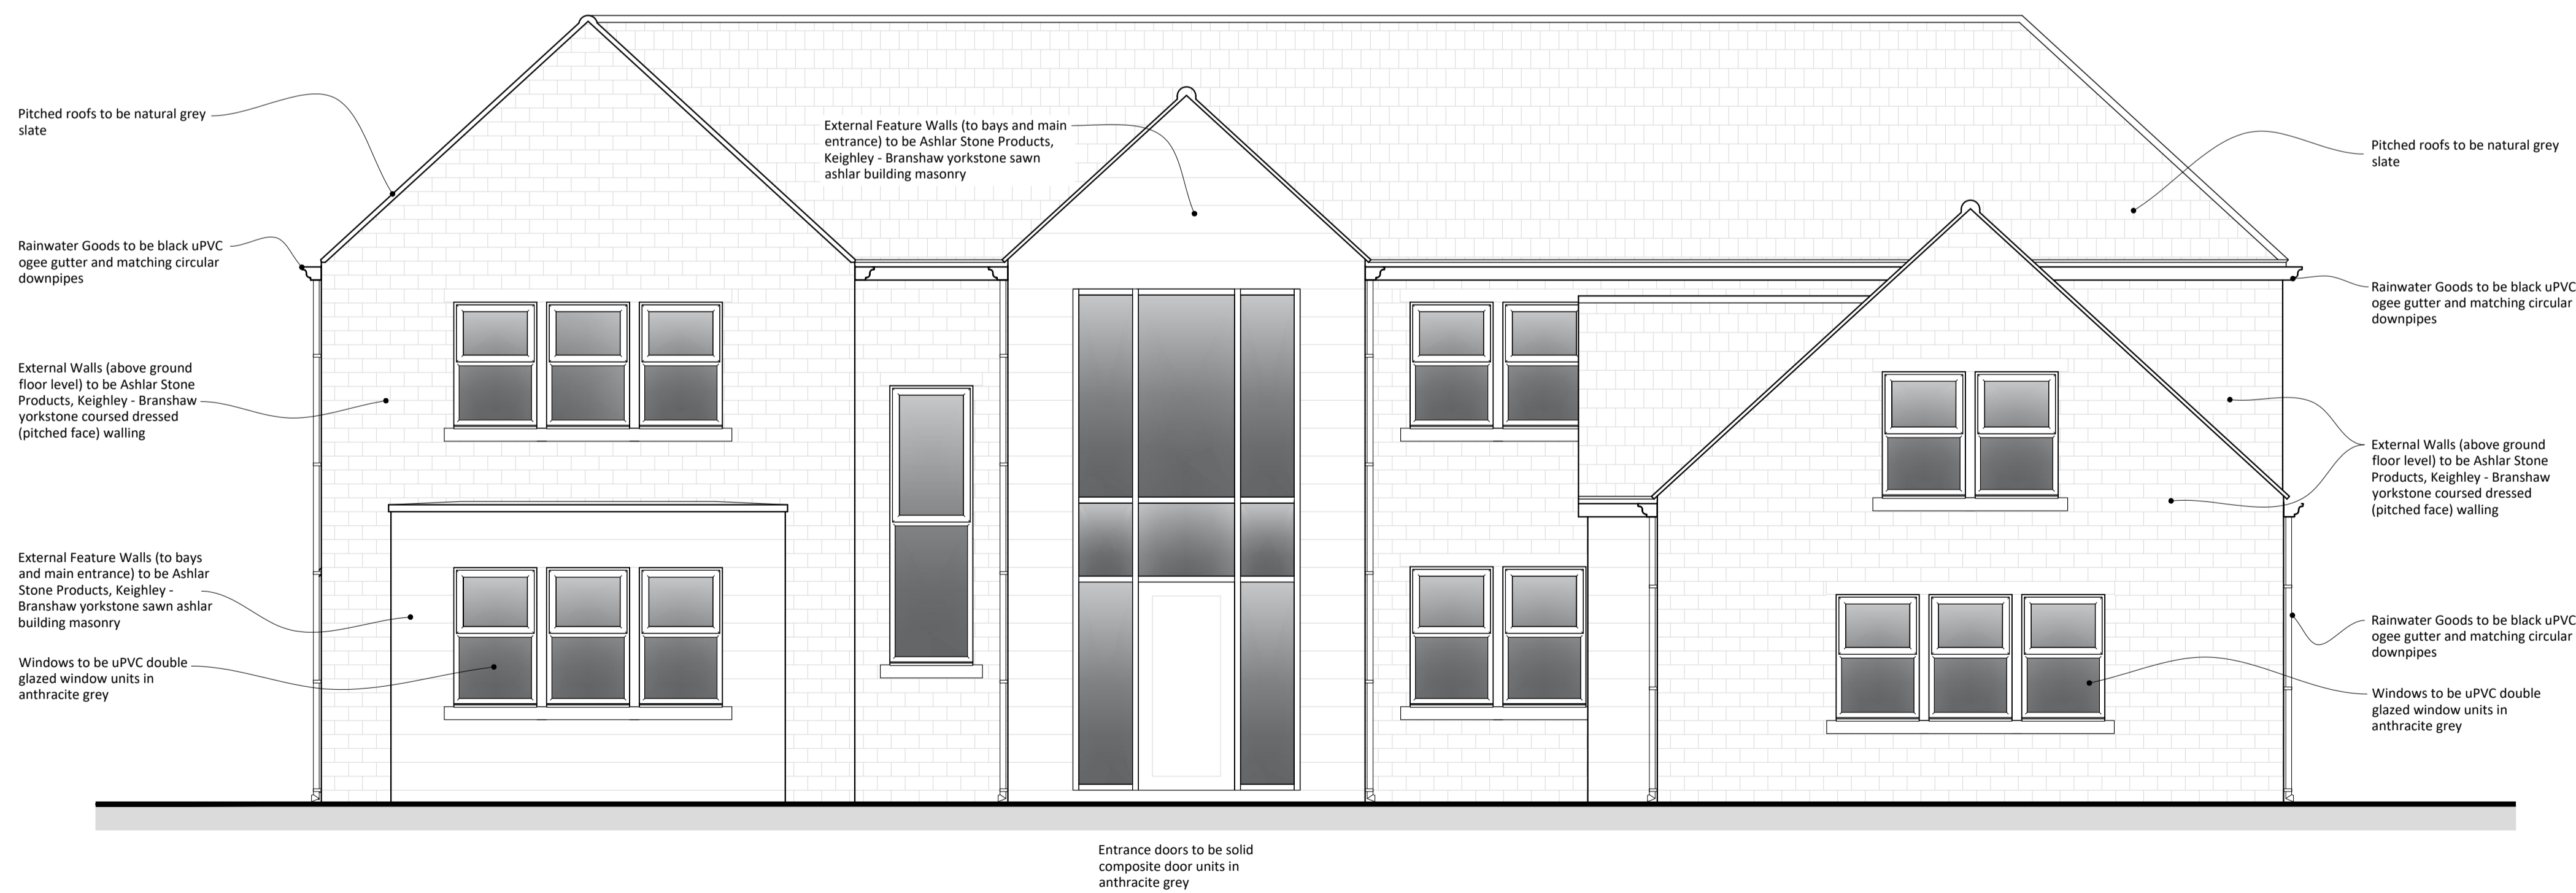 Pitched roofs to be natural grey
slate
Rainwater Goods to be black uPVC
ogee gutter and matching circular
downpipes
External Walls (above ground
floor level) to be Ashlar Stone
Products, Keighley - Branshaw
yorkstone coursed dressed
(pitched face) walling
External Feature Walls (to bays
and main entrance) to be Ashlar
Stone Products, Keighley -
Branshaw yorkstone sawn ashlar
building masonry
Windows to be uPVC double
glazed window units in
anthracite grey
External Feature Walls (to bays and main
entrance) to be Ashlar Stone Products,
Keighley - Branshaw yorkstone sawn
ashlar building masonry
Entrance doors to be solid
composite door units in
anthracite grey
Pitched roofs to be natural grey
slate
Rainwater Goods to be black uPVC
ogee gutter and matching circular
downpipes
External Walls (above ground
floor level) to be Ashlar Stone
Products, Keighley - Branshaw
yorkstone coursed dressed
(pitched face) walling
Rainwater Goods to be black uPVC
ogee gutter and matching circular
downpipes
Windows to be uPVC double
glazed window units in
anthracite grey